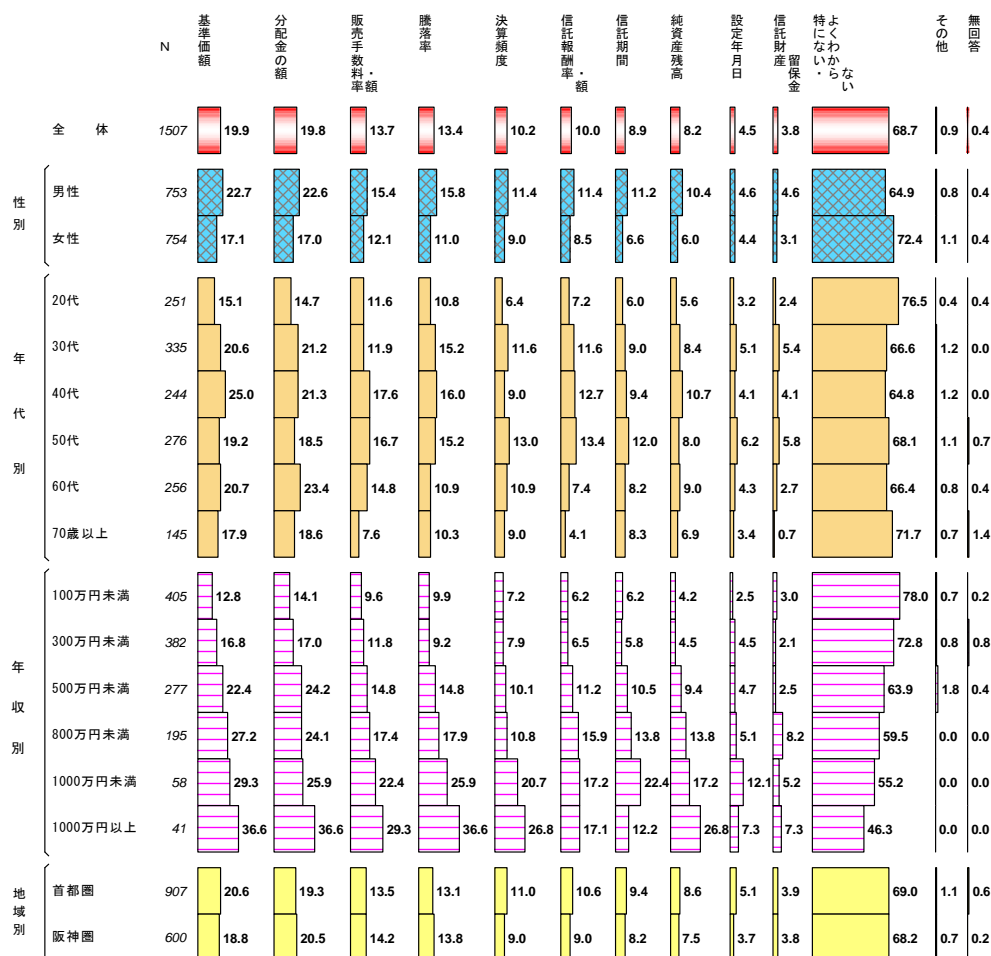 N 基準価額 分配金の額 販売手数料率・額 騰落率 決算頻度 信託報酬率・額 信託期間 純資産残高 設定年月日 信託財産留保金 特にない・よくわからない その他 無回答
全体 1507 19.9 19.8 13.7 13.4 10.2 10.0 8.9 8.2 4.5 3.8 68.7 0.9 0.4
性別
男性 753 22.7 22.6 15.4 15.8 11.4 11.4 11.2 10.4 4.6 4.6 64.9 0.8 0.4
女性 754 17.1 17.0 12.1 11.0 9.0 8.5 6.6 6.0 4.4 3.1 72.4 1.1 0.4
年代別
20代 251 15.1 14.7 11.6 10.8 6.4 7.2 6.0 5.6 3.2 2.4 76.5 0.4 0.4
30代 335 20.6 21.2 11.9 15.2 11.6 11.6 9.0 8.4 5.1 5.4 66.6 1.2 0.0
40代 244 25.0 21.3 17.6 16.0 9.0 12.7 9.4 10.7 4.1 4.1 64.8 1.2 0.0
50代 276 19.2 18.5 16.7 15.2 13.0 13.4 12.0 8.0 6.2 5.8 68.1 1.1 0.7
60代 256 20.7 23.4 14.8 10.9 10.9 7.4 8.2 9.0 4.3 2.7 66.4 0.8 0.4
70歳以上 145 17.9 18.6 7.6 10.3 9.0 4.1 8.3 6.9 3.4 0.7 71.7 0.7 1.4
年収別
100万円未満 405 12.8 14.1 9.6 9.9 7.2 6.2 6.2 4.2 2.5 3.0 78.0 0.7 0.2
300万円未満 382 16.8 17.0 11.8 9.2 7.9 6.5 5.8 4.5 4.5 2.1 72.8 0.8 0.8
500万円未満 277 22.4 24.2 14.8 14.8 10.1 11.2 10.5 9.4 4.7 2.5 63.9 1.8 0.4
800万円未満 195 27.2 24.1 17.4 17.9 10.8 15.9 13.8 13.8 5.1 8.2 59.5 0.0 0.0
1000万円未満 58 29.3 25.9 22.4 25.9 20.7 17.2 22.4 17.2 12.1 5.2 55.2 0.0 0.0
1000万円以上 41 36.6 36.6 29.3 36.6 26.8 17.1 12.2 26.8 7.3 7.3 46.3 0.0 0.0
地域別
首都圏 907 20.6 19.3 13.5 13.1 11.0 10.6 9.4 8.6 5.1 3.9 69.0 1.1 0.6
阪神圏 600 18.8 20.5 14.2 13.8 9.0 9.0 8.2 7.5 3.7 3.8 68.2 0.7 0.2